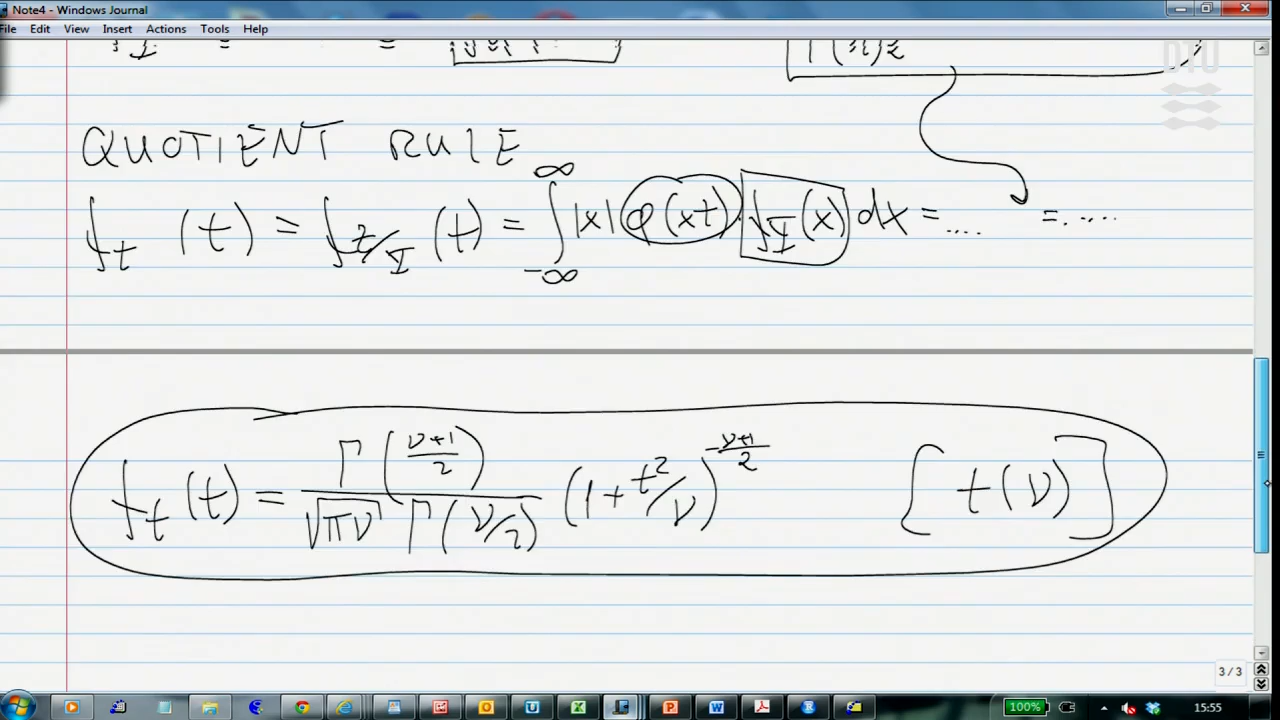 Note4 - Windows Journal
File Edit View Insert Actions Tools Help
DTU
QUOTIENT RULE
f_t (t) = f_{Z/Y} (t) = ∫_{-∞}^{∞} |x| φ(xt) · f_Y(x) dx = .... = .....
f_t (t) = Γ((ν+1)/2) / (√(πν) Γ(ν/2)) (1 + t²/ν)^{-(ν+1)/2} [t(ν)]
3 / 3
100% 15:55